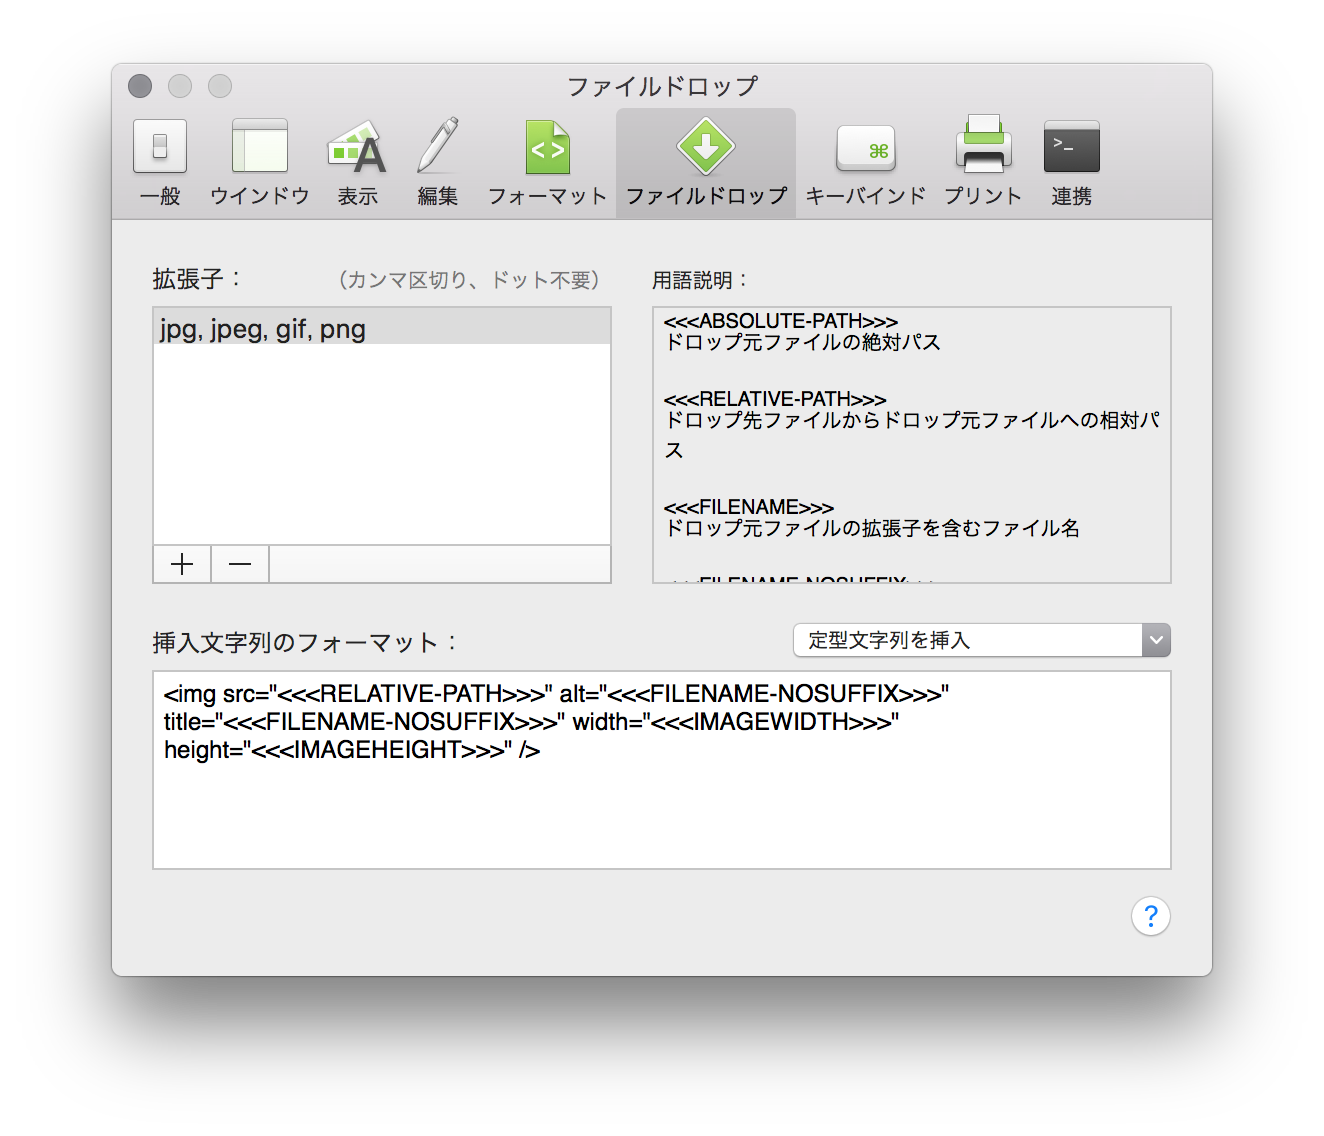 ファイルドロップ
一般 ウインドウ 表示 編集 フォーマット ファイルドロップ キーバインド プリント 連携
拡張子： （カンマ区切り、ドット不要）
jpg, jpeg, gif, png
用語説明：
<<<ABSOLUTE-PATH>>>
ドロップ元ファイルの絶対パス
<<<RELATIVE-PATH>>>
ドロップ先ファイルからドロップ元ファイルへの相対パ
ス
<<<FILENAME>>>
ドロップ元ファイルの拡張子を含むファイル名
<<<FILENAME-NOSUFFIX>>>
挿入文字列のフォーマット：
定型文字列を挿入
<img src="<<<RELATIVE-PATH>>>" alt="<<<FILENAME-NOSUFFIX>>>"
title="<<<FILENAME-NOSUFFIX>>>" width="<<<IMAGEWIDTH>>>"
height="<<<IMAGEHEIGHT>>>" />